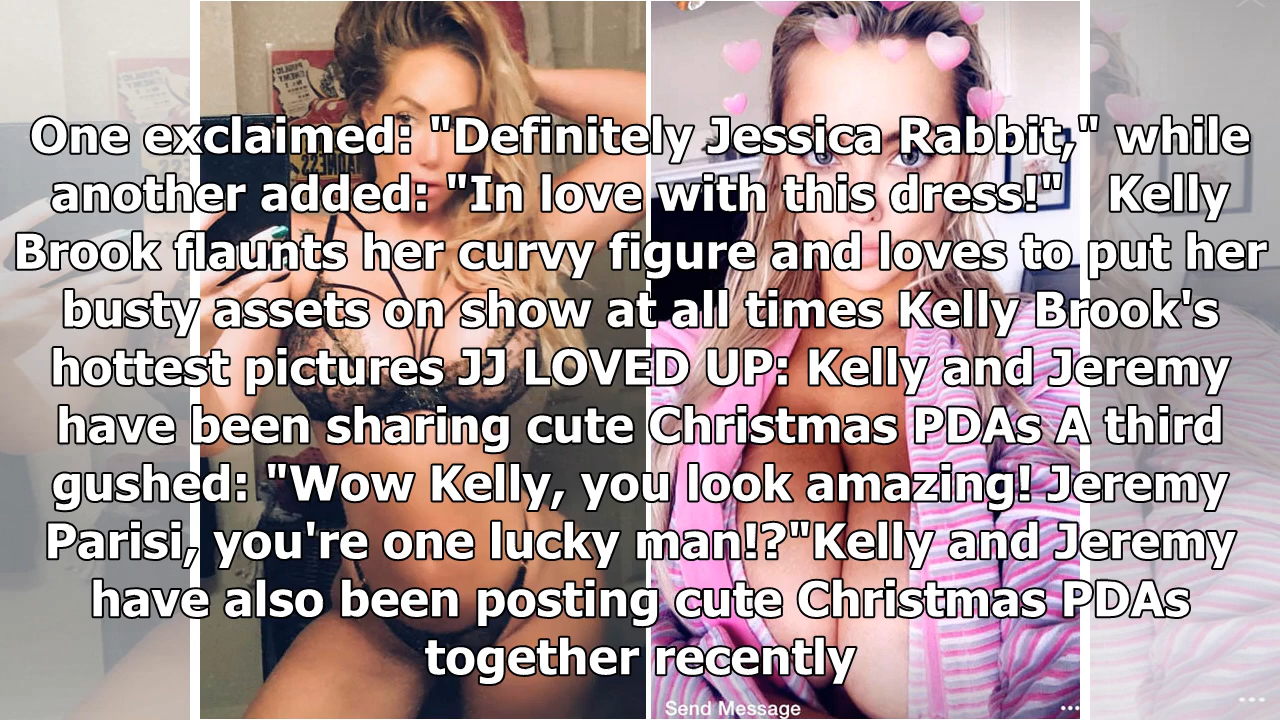 One exclaimed: "Definitely Jessica Rabbit," while
another added: "In love with this dress!"   Kelly
Brook flaunts her curvy figure and loves to put her
busty assets on show at all times Kelly Brook's
hottest pictures JJ LOVED UP: Kelly and Jeremy
have been sharing cute Christmas PDAs A third
gushed: "Wow Kelly, you look amazing! Jeremy
Parisi, you're one lucky man!?"Kelly and Jeremy
have also been posting cute Christmas PDAs
together recently
Send Message